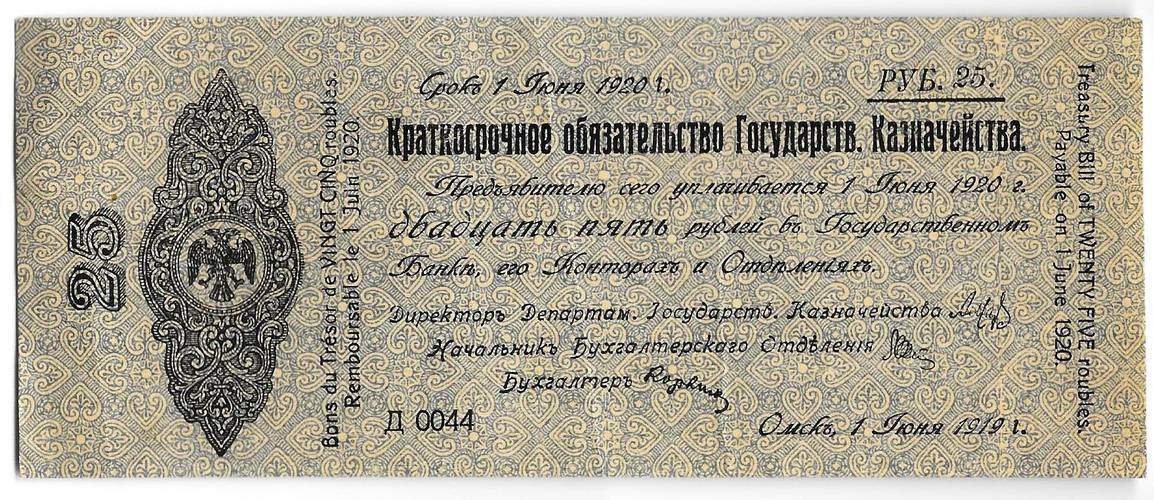 25
Bons du Trésor de VINGT CINQ roubles.
Remboursable le 1 Juin 1920.
Срокъ 1 Іюня 1920 г.
РУБ. 25.
Краткосрочное обязательство Государств. Казначейства.
Предъявителю сего уплачивается 1 Іюня 1920 г.
двадцать пять рублей въ Государственномъ
Банкѣ, его Конторахъ и Отдѣленіяхъ.
Директоръ Департам. Государств. Казначейства
Начальникъ Бухгалтерскаго Отдѣленія
Бухгалтеръ
Д 0044
Омскъ, 1 Іюня 1919 г.
Treasury Bill of TWENTY FIVE roubles.
Payable on 1 June 1920.